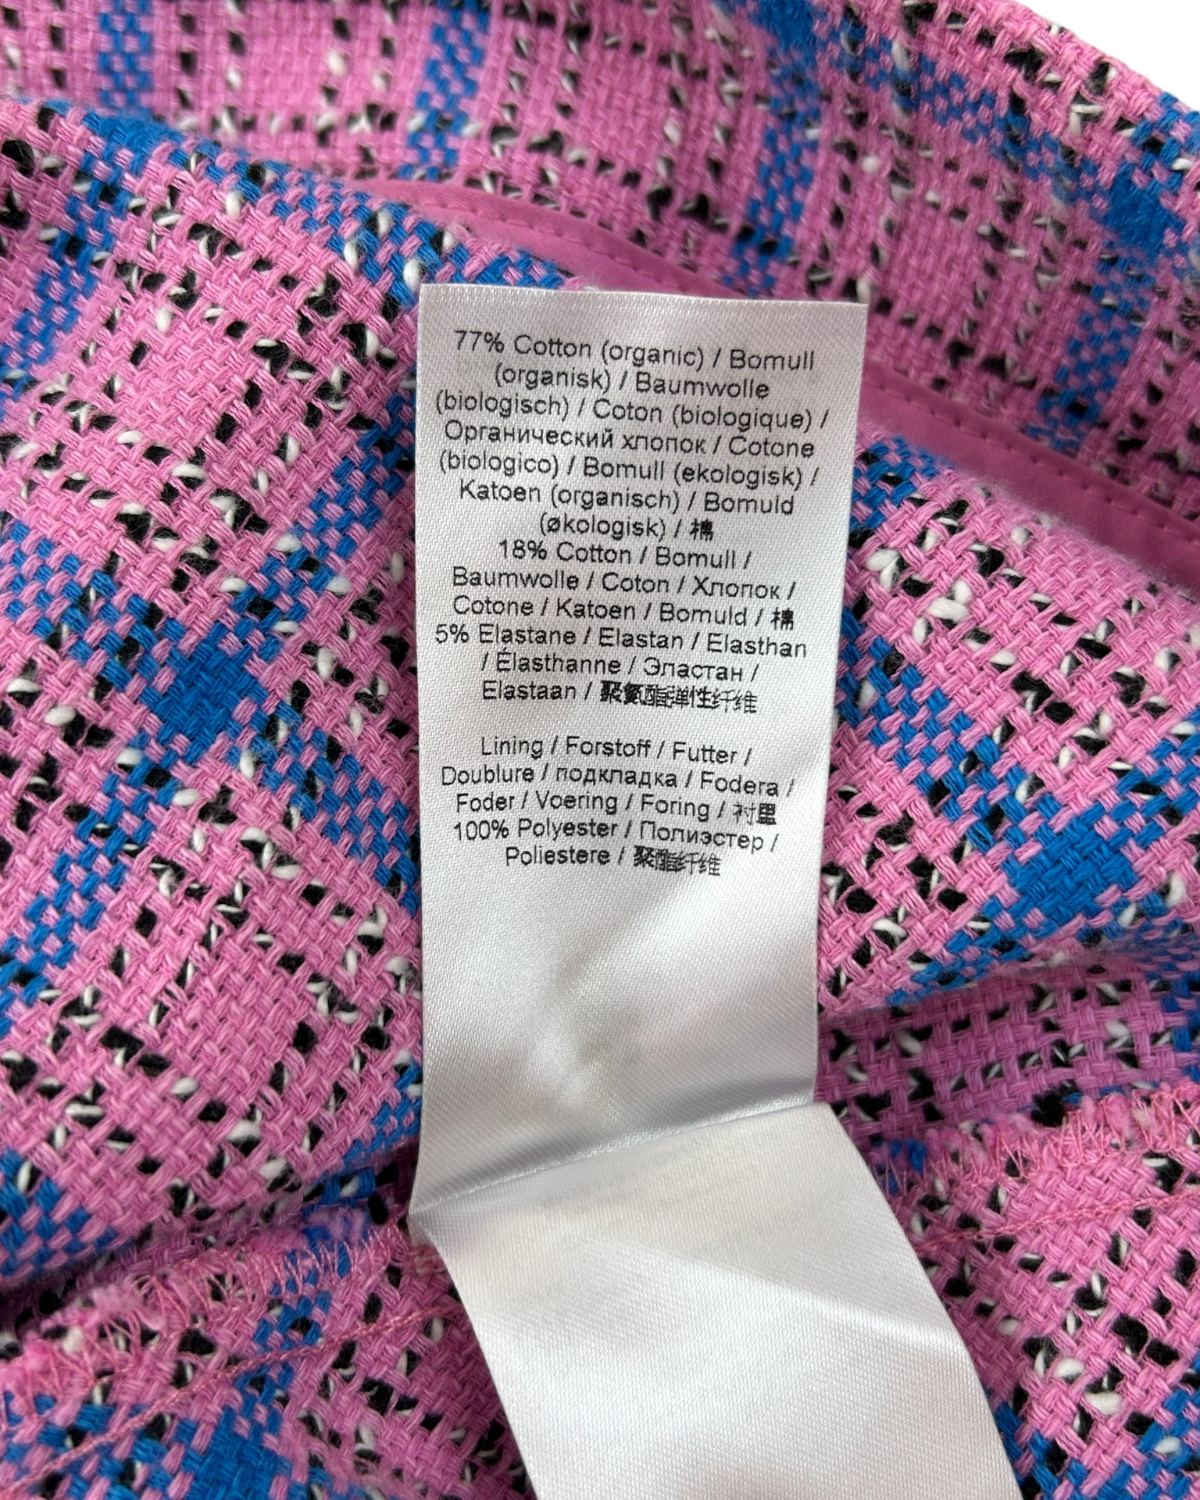 77% Cotton (organic) / Bomull
(organisk) / Baumwolle
(biologisch) / Coton (biologique) /
Органический хлопок / Cotone
(biologico) / Bomull (ekologisk) /
Katoen (organisch) / Bomuld
(økologisk) / 棉
18% Cotton / Bomull /
Baumwolle / Coton / Хлопок /
Cotone / Katoen / Bomuld / 棉
5% Elastane / Elastan / Elasthan
/ Élasthanne / Эластан /
Elastaan / 聚氨酯弹性纤维
Lining / Forstoff / Futter /
Doublure / подкладка / Fodera /
Foder / Voering / Foring / 衬里
100% Polyester / Полиэстер /
Poliestere / 聚酯纤维